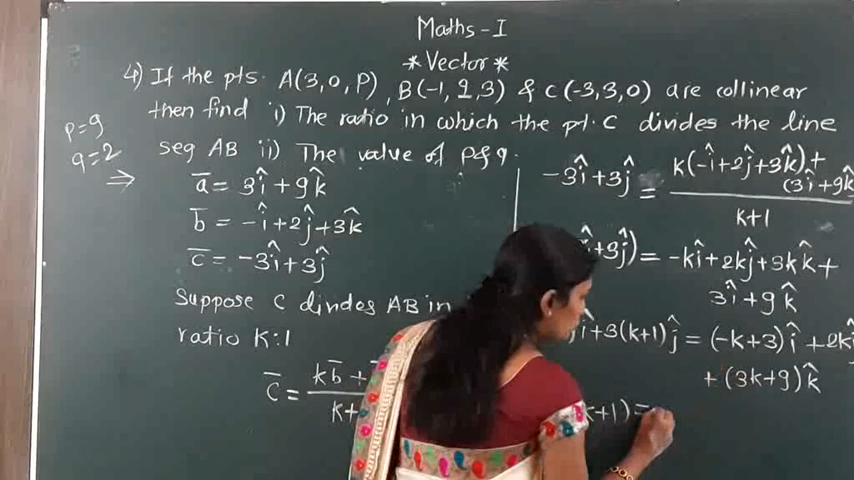 Maths - I
*Vector*
4) If the pts. A(3, 0, P), B(-1, q, 3) & C(-3, 3, 0) are collinear
then find i) The ratio in which the pt. C divides the line
seg AB ii) The value of P & q.
P = 9
q = 2
⇒ a̅ = 3î + 9k̂
b̅ = -î + 2ĵ + 3k̂
c̅ = -3î + 3ĵ
Suppose C divides AB in
ratio K:1
c̅ = kb̅ +
k+
-3î + 3ĵ = K(-î + 2ĵ + 3k̂) + (3î + 9k̂
k+1
î + 3ĵ) = -kî + 2kĵ + 3kk̂ +
3î + 9k̂
î + 3(k+1)ĵ = (-k+3)î + 2kĵ
+ (3k+9)k̂
k+1) =